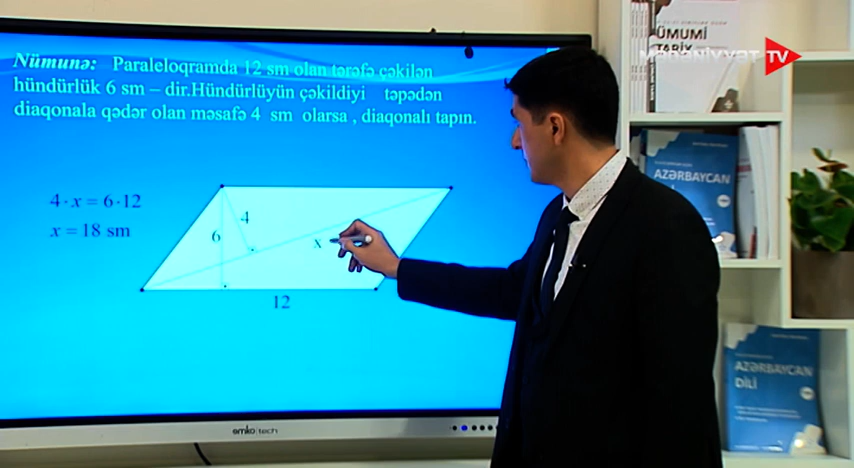 Nümunə: Paraleloqramda 12 sm olan tərəfə çəkilən
hündürlük 6 sm – dir.Hündürlüyün çəkildiyi təpədən
diaqonala qədər olan məsafə 4 sm olarsa , diaqonalı tapın.
4·x = 6·12
x = 18 sm
4
6
x
12
emko tech
ÜMUMİ
TARİX
MƏDƏNİYYƏT TV
AZƏRBAYCAN
AZƏRBAYCAN
DİLİ